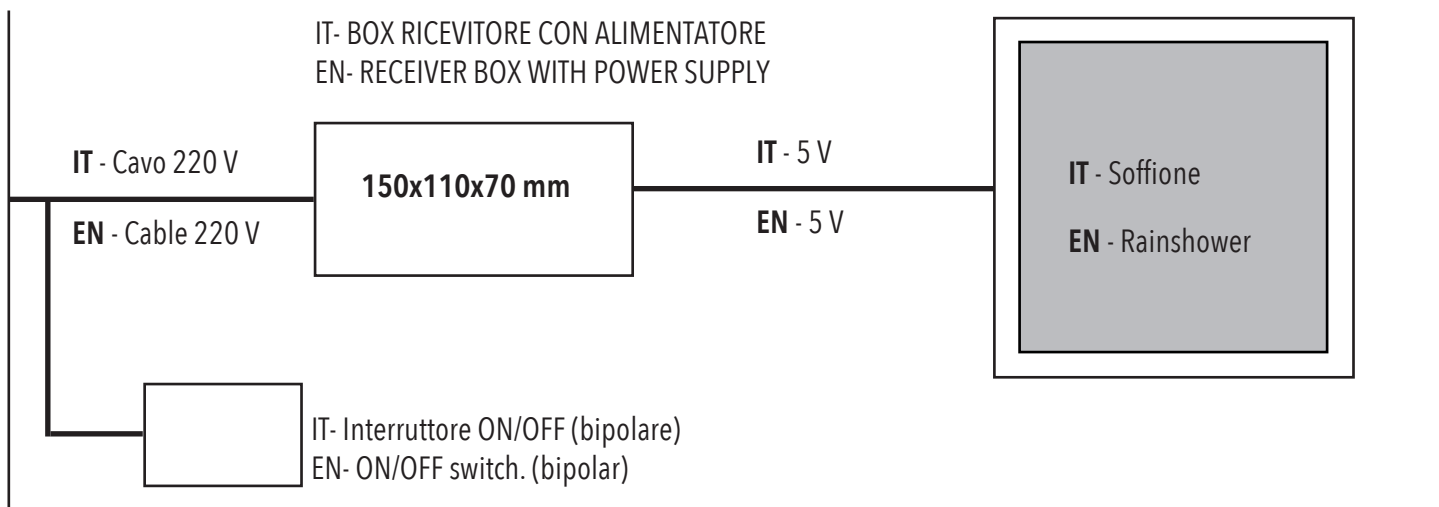 IT- BOX RICEVITORE CON ALIMENTATORE
EN- RECEIVER BOX WITH POWER SUPPLY
IT - Cavo 220 V
EN - Cable 220 V
150x110x70 mm
IT - 5 V
EN - 5 V
IT - Soffione
EN - Rainshower
IT- Interruttore ON/OFF (bipolare)
EN- ON/OFF switch. (bipolar)